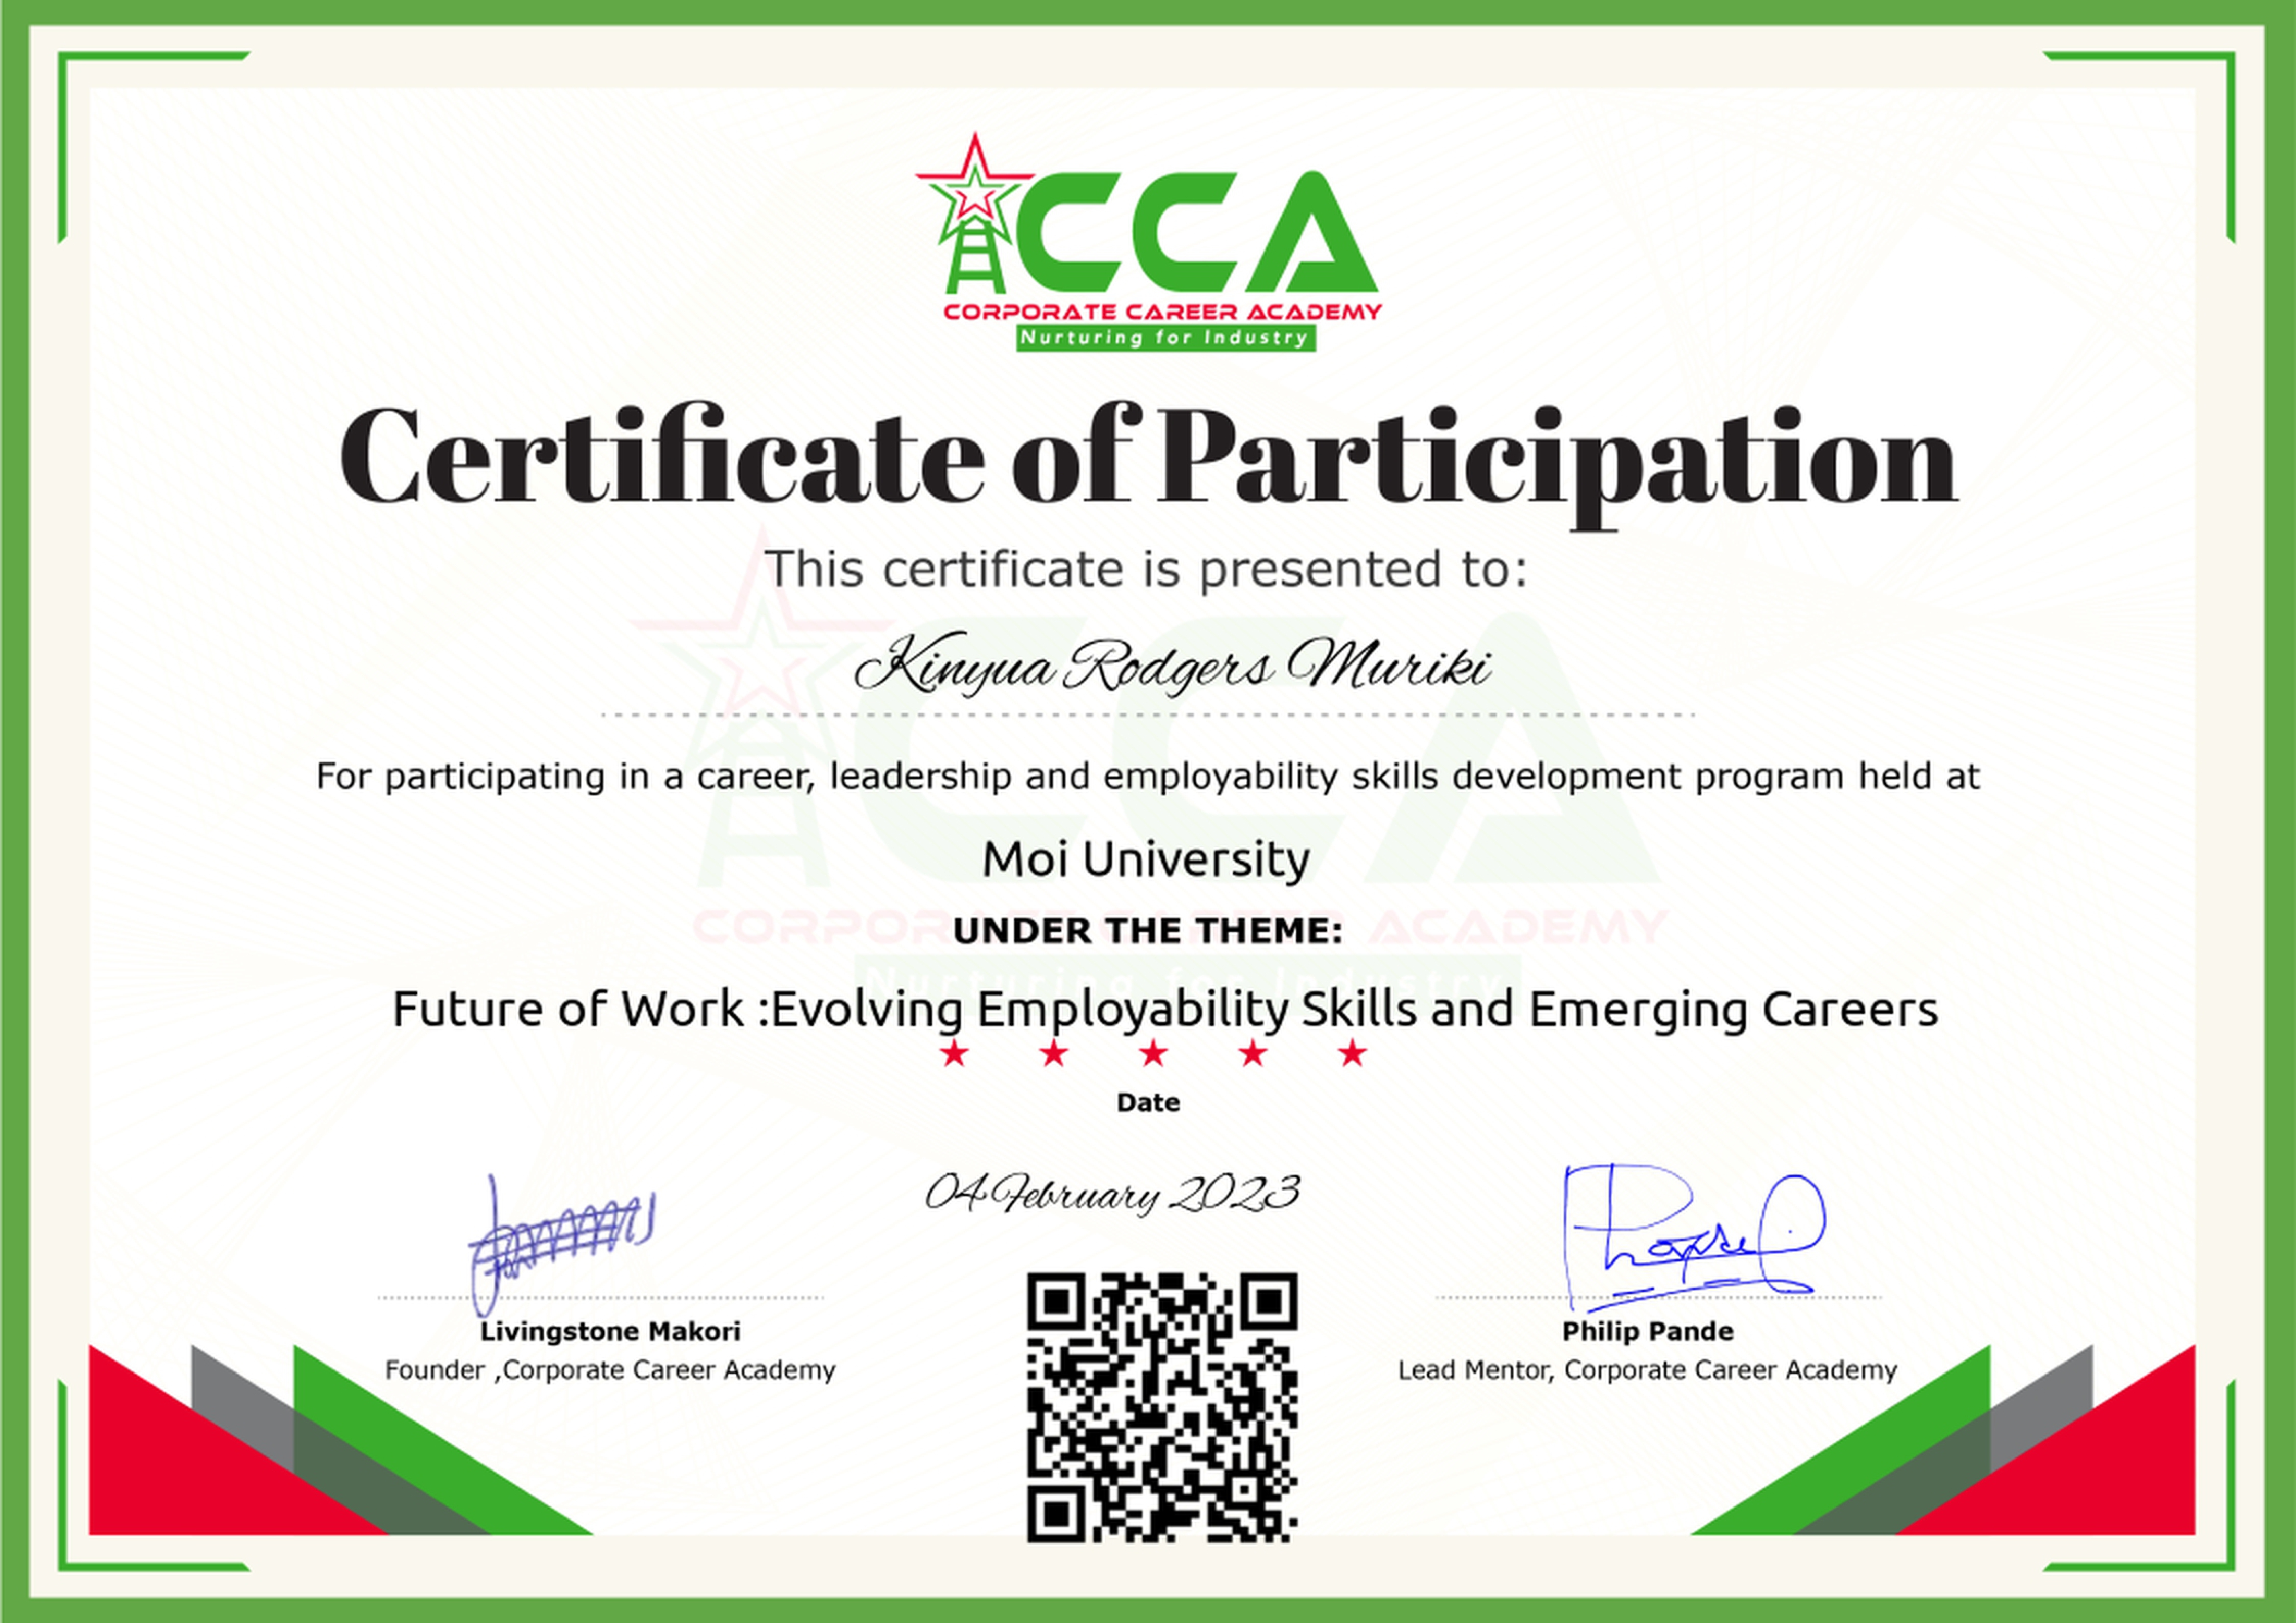 CCA
CORPORATE CAREER ACADEMY
Nurturing for Industry
Certificate of Participation
This certificate is presented to:
Kinyua Rodgers Muriki
For participating in a career, leadership and employability skills development program held at
Moi University
UNDER THE THEME:
Future of Work :Evolving Employability Skills and Emerging Careers
Date
04 February 2023
Livingstone Makori
Founder ,Corporate Career Academy
Philip Pande
Lead Mentor, Corporate Career Academy